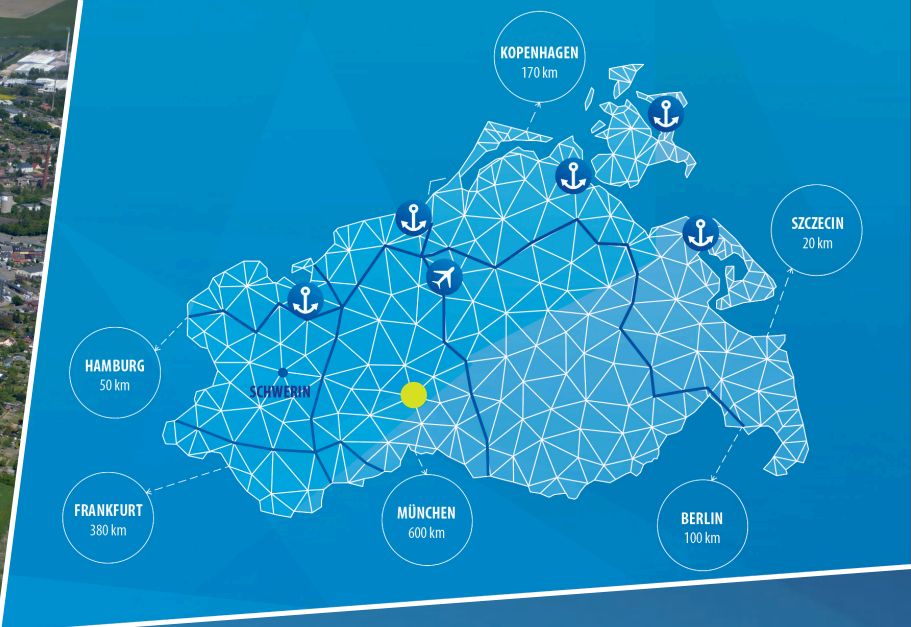 KOPENHAGEN
170 km
SZCZECIN
20 km
HAMBURG
50 km
SCHWERIN
FRANKFURT
380 km
MÜNCHEN
600 km
BERLIN
100 km